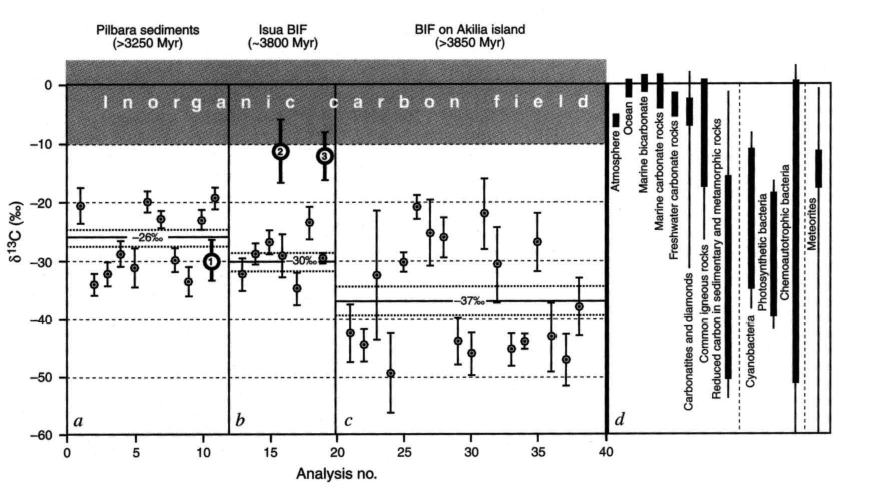 Pilbara sediments
(>3250 Myr)
Isua BIF
(~3800 Myr)
BIF on Akilia island
(>3850 Myr)
Inorganic carbon field
δ¹³C (‰)
0
−10
−20
−30
−40
−50
−60
2
3
1
−26‰
−30‰
−37‰
a
b
c
d
0
5
10
15
20
25
30
35
40
Analysis no.
Atmosphere
Ocean
Marine bicarbonate
Marine carbonate rocks
Freshwater carbonate rocks
Carbonatites and diamonds
Common igneous rocks
Reduced carbon in sedimentary and metamorphic rocks
Cyanobacteria
Photosynthetic bacteria
Chemoautotrophic bacteria
Meteorites